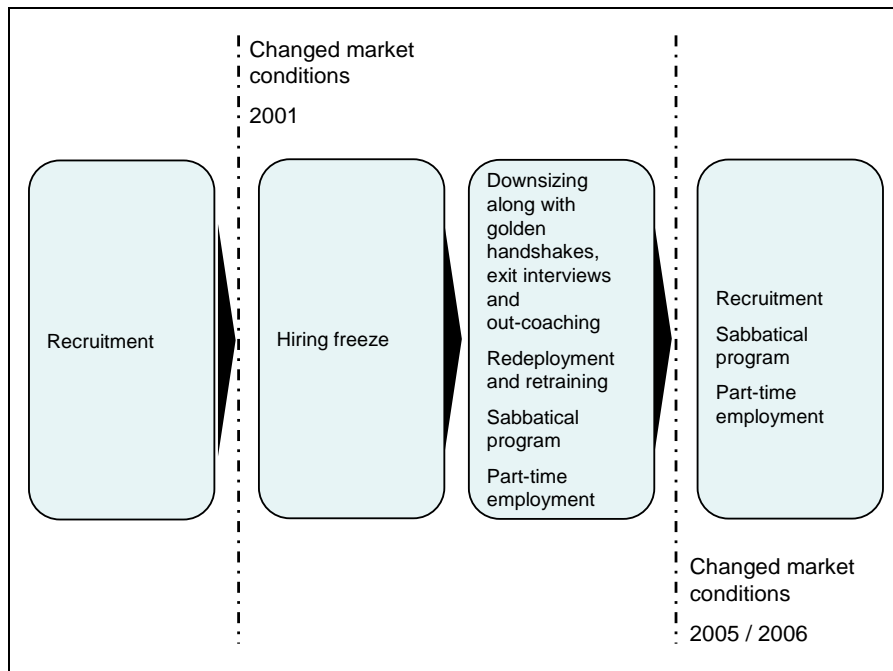 Changed market
conditions
2001
Recruitment
Hiring freeze
Downsizing
along with
golden
handshakes,
exit interviews
and
out-coaching
Redeployment
and retraining
Sabbatical
program
Part-time
employment
Recruitment
Sabbatical
program
Part-time
employment
Changed market
conditions
2005 / 2006